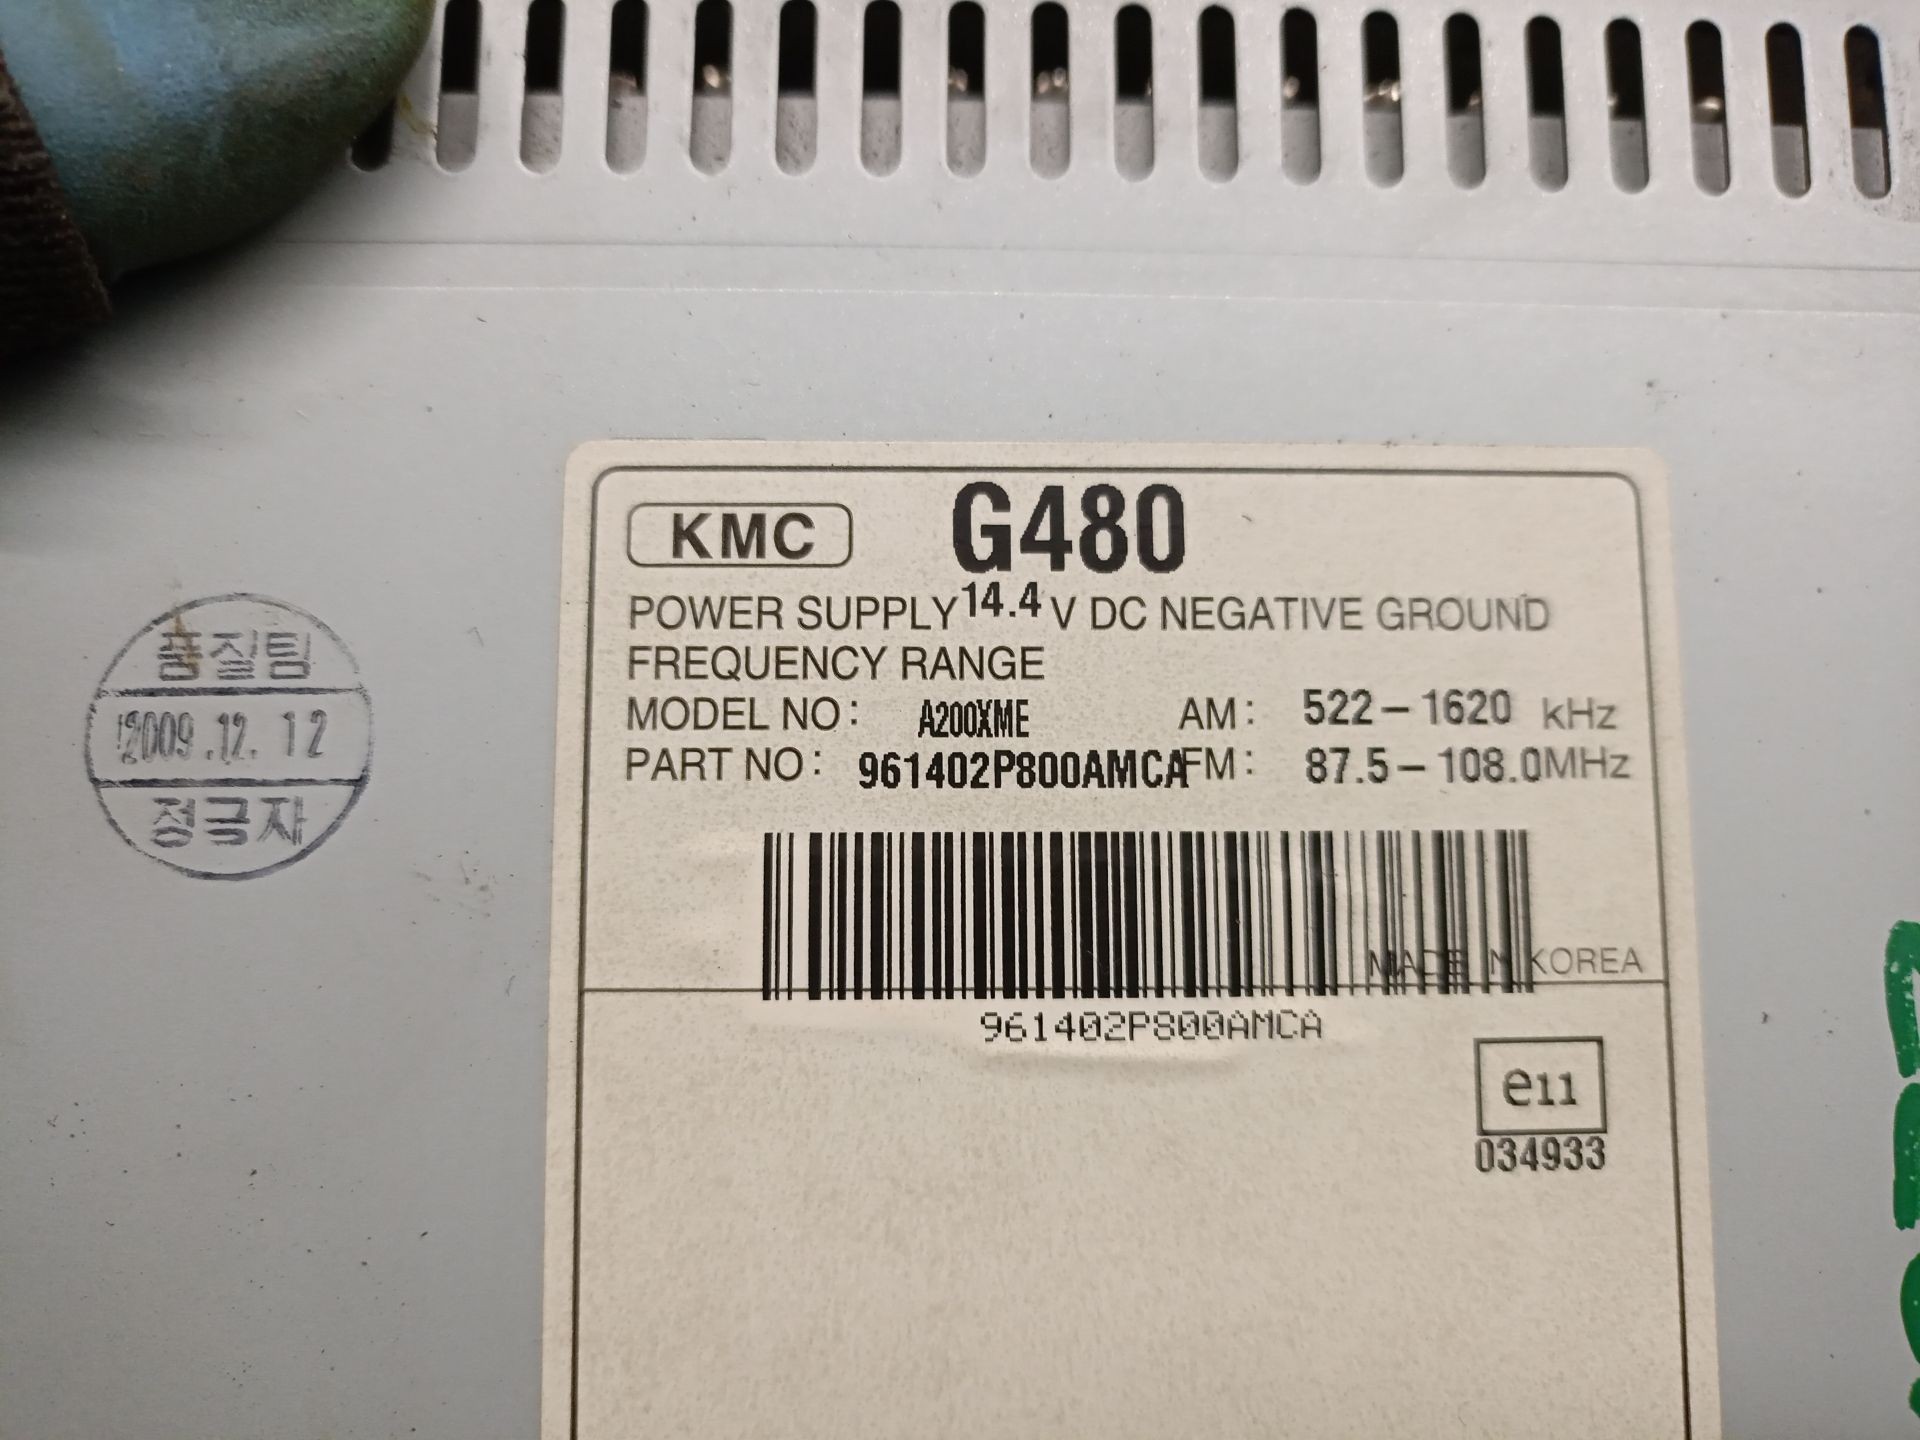 KMC G480
POWER SUPPLY 14.4 V DC NEGATIVE GROUND
FREQUENCY RANGE
MODEL NO: A200XME AM: 522-1620 kHz
PART NO: 961402P800AMCA FM: 87.5-108.0MHz
MADE IN KOREA
961402P800AMCA
e11
034933
품질팀
2009.12.12
정금자